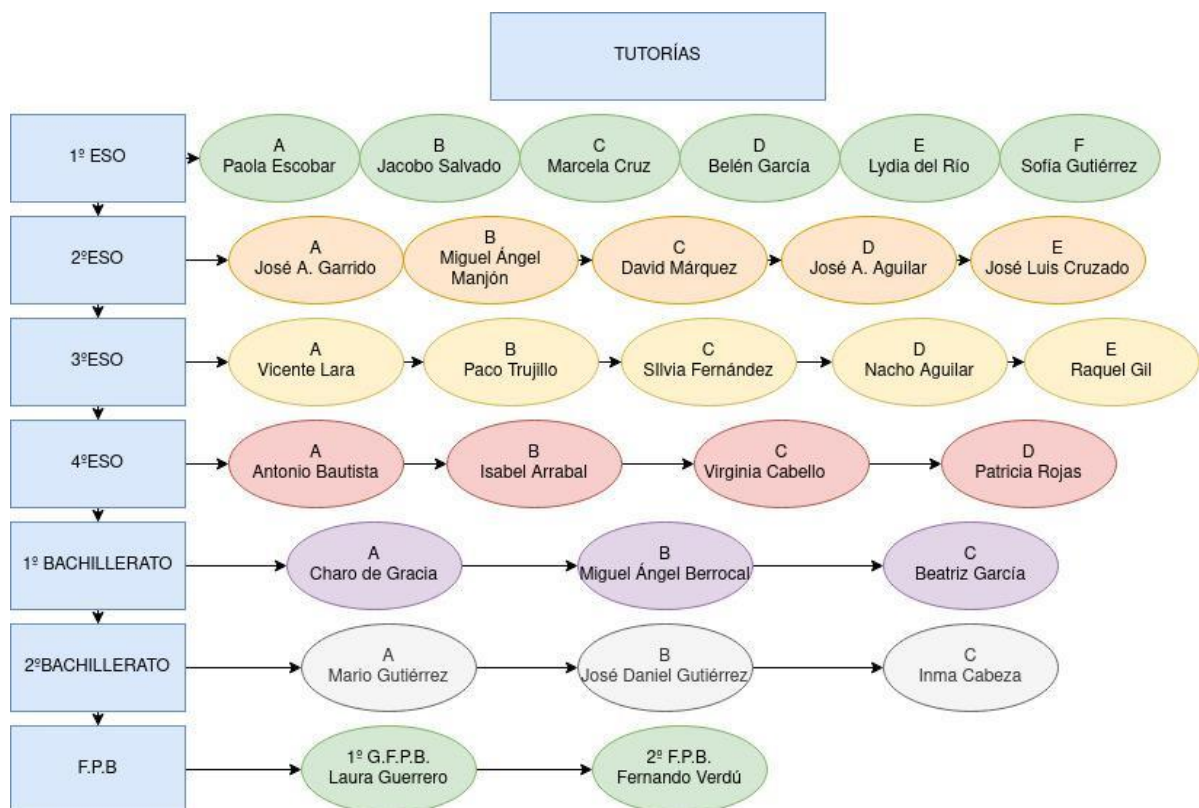 TUTORÍAS
1º ESO
A
Paola Escobar
B
Jacobo Salvado
C
Marcela Cruz
D
Belén García
E
Lydia del Río
F
Sofía Gutiérrez
2ºESO
A
José A. Garrido
B
Miguel Ángel
Manjón
C
David Márquez
D
José A. Aguilar
E
José Luis Cruzado
3ºESO
A
Vicente Lara
B
Paco Trujillo
C
SIlvia Fernández
D
Nacho Aguilar
E
Raquel Gil
4ºESO
A
Antonio Bautista
B
Isabel Arrabal
C
Virginia Cabello
D
Patricia Rojas
1º BACHILLERATO
A
Charo de Gracia
B
Miguel Ángel Berrocal
C
Beatriz García
2ºBACHILLERATO
A
Mario Gutiérrez
B
José Daniel Gutiérrez
C
Inma Cabeza
F.P.B
1º G.F.P.B.
Laura Guerrero
2º F.P.B.
Fernando Verdú